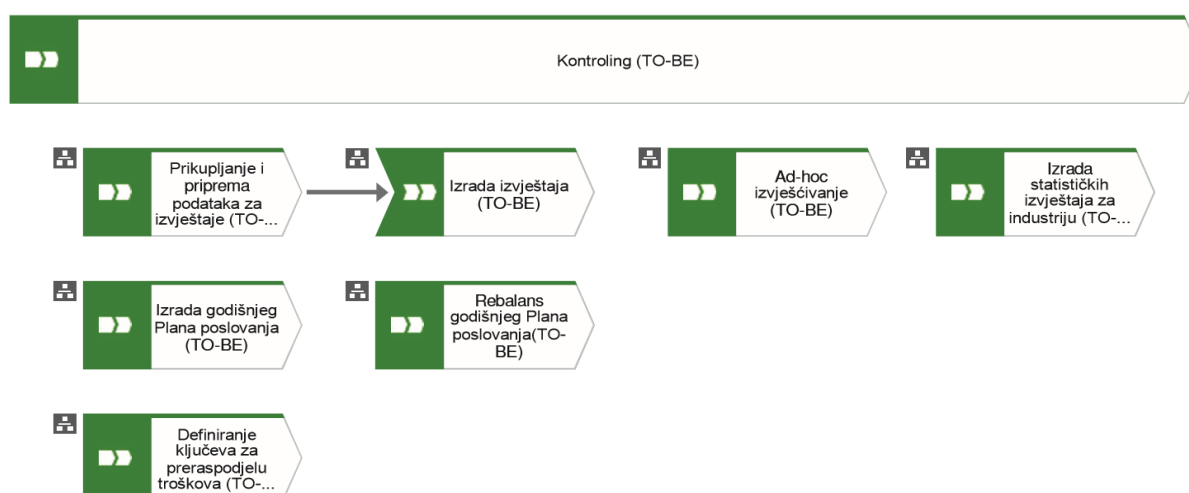 Kontroling (TO-BE)
Prikupljanje i
priprema
podataka za
izvještaje (TO-...
Izrada izvještaja
(TO-BE)
Ad-hoc
izvješćivanje
(TO-BE)
Izrada
statističkih
izvještaja za
industriju (TO-...
Izrada godišnjeg
Plana poslovanja
(TO-BE)
Rebalans
godišnjeg Plana
poslovanja(TO-
BE)
Definiranje
ključeva za
preraspodjelu
troškova (TO-...